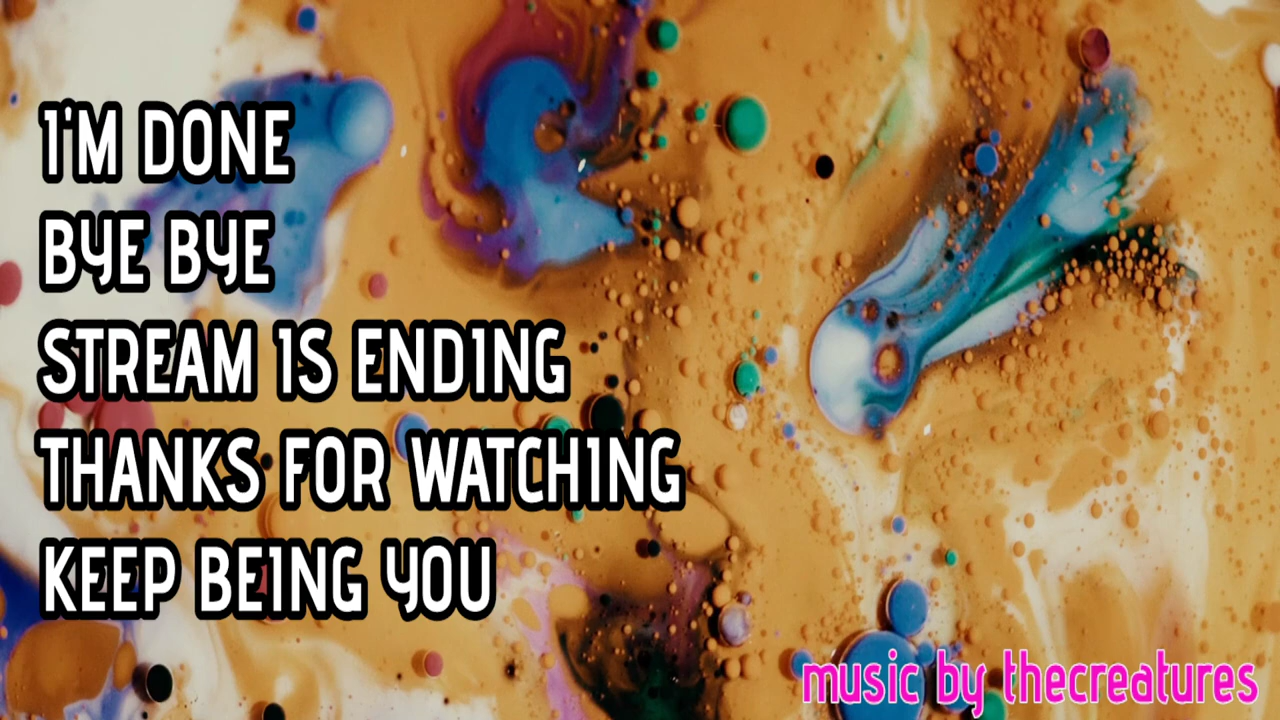 I'M DONE
BYE BYE
STREAM IS ENDING
THANKS FOR WATCHING
KEEP BEING YOU
music by thecreatures